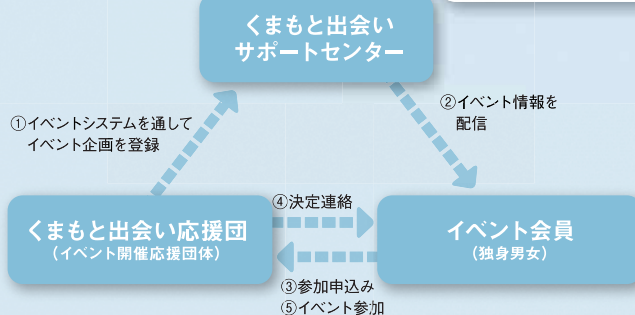 くまもと出会い
サポートセンター
①イベントシステムを通して
イベント企画を登録
②イベント情報を
配信
くまもと出会い応援団
(イベント開催応援団体)
④決定連絡
イベント会員
(独身男女)
③参加申込み
⑤イベント参加